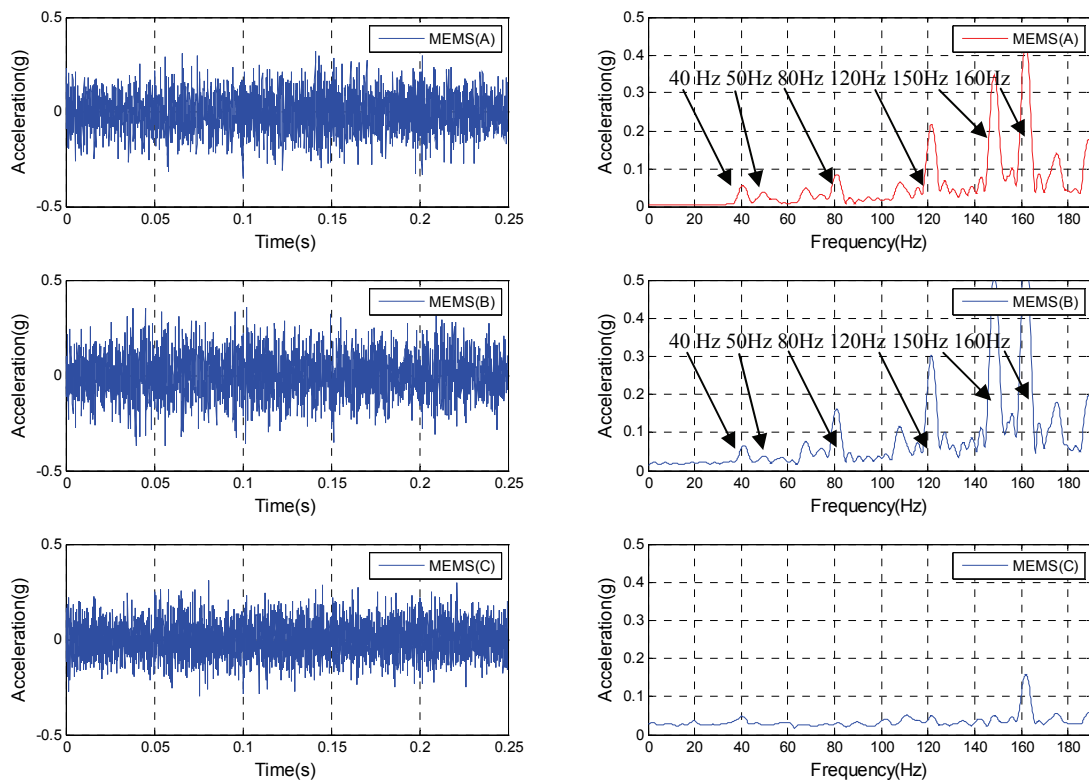 0.5
MEMS(A)
Acceleration(g)
0
-0.5
0 0.05 0.1 0.15 0.2 0.25
Time(s)
0.5
MEMS(A)
0.4
40 Hz 50Hz 80Hz 120Hz 150Hz 160Hz
Acceleration(g)
0.3
0.2
0.1
0
0 20 40 60 80 100 120 140 160 180
Frequency(Hz)
0.5
MEMS(B)
Acceleration(g)
0
-0.5
0 0.05 0.1 0.15 0.2 0.25
Time(s)
0.5
MEMS(B)
0.4
40 Hz 50Hz 80Hz 120Hz 150Hz 160Hz
Acceleration(g)
0.3
0.2
0.1
0
0 20 40 60 80 100 120 140 160 180
Frequency(Hz)
0.5
MEMS(C)
Acceleration(g)
0
-0.5
0 0.05 0.1 0.15 0.2 0.25
Time(s)
0.5
MEMS(C)
0.4
Acceleration(g)
0.3
0.2
0.1
0
0 20 40 60 80 100 120 140 160 180
Frequency(Hz)